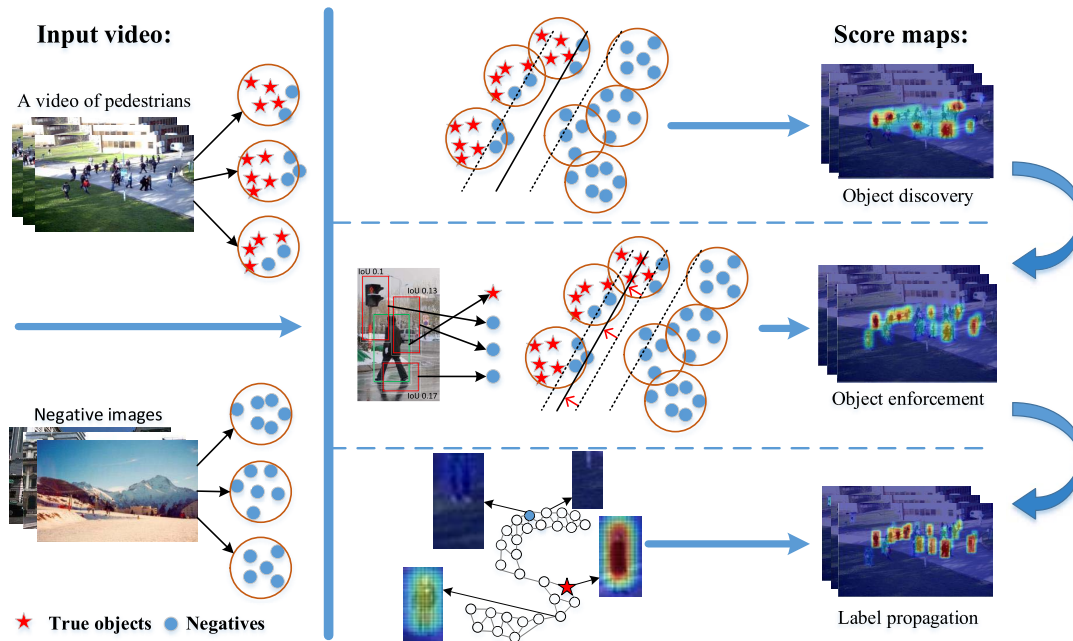 Input video:
Score maps:
A video of pedestrians
Object discovery
IoU 0.1
IoU 0.13
IoU 0.17
Object enforcement
Negative images
Label propagation
True objects
Negatives